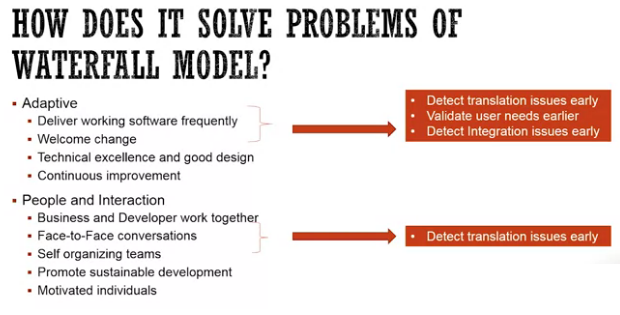 HOW DOES IT SOLVE PROBLEMS OF
WATERFALL MODEL?
▪ Adaptive
▪ Deliver working software frequently
▪ Welcome change
▪ Technical excellence and good design
▪ Continuous improvement
• Detect translation issues early
• Validate user needs earlier
• Detect Integration issues early
▪ People and Interaction
▪ Business and Developer work together
▪ Face-to-Face conversations
▪ Self organizing teams
▪ Promote sustainable development
▪ Motivated individuals
• Detect translation issues early